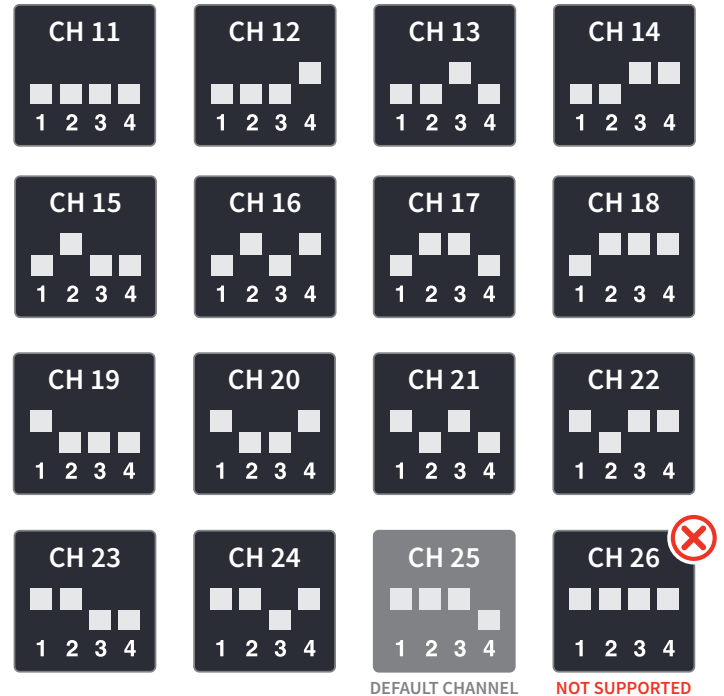 CH 11 CH 12 CH 13 CH 14
1 2 3 4 1 2 3 4 1 2 3 4 1 2 3 4
CH 15 CH 16 CH 17 CH 18
1 2 3 4 1 2 3 4 1 2 3 4 1 2 3 4
CH 19 CH 20 CH 21 CH 22
1 2 3 4 1 2 3 4 1 2 3 4 1 2 3 4
CH 23 CH 24 CH 25 CH 26
1 2 3 4 1 2 3 4 1 2 3 4 1 2 3 4
DEFAULT CHANNEL NOT SUPPORTED